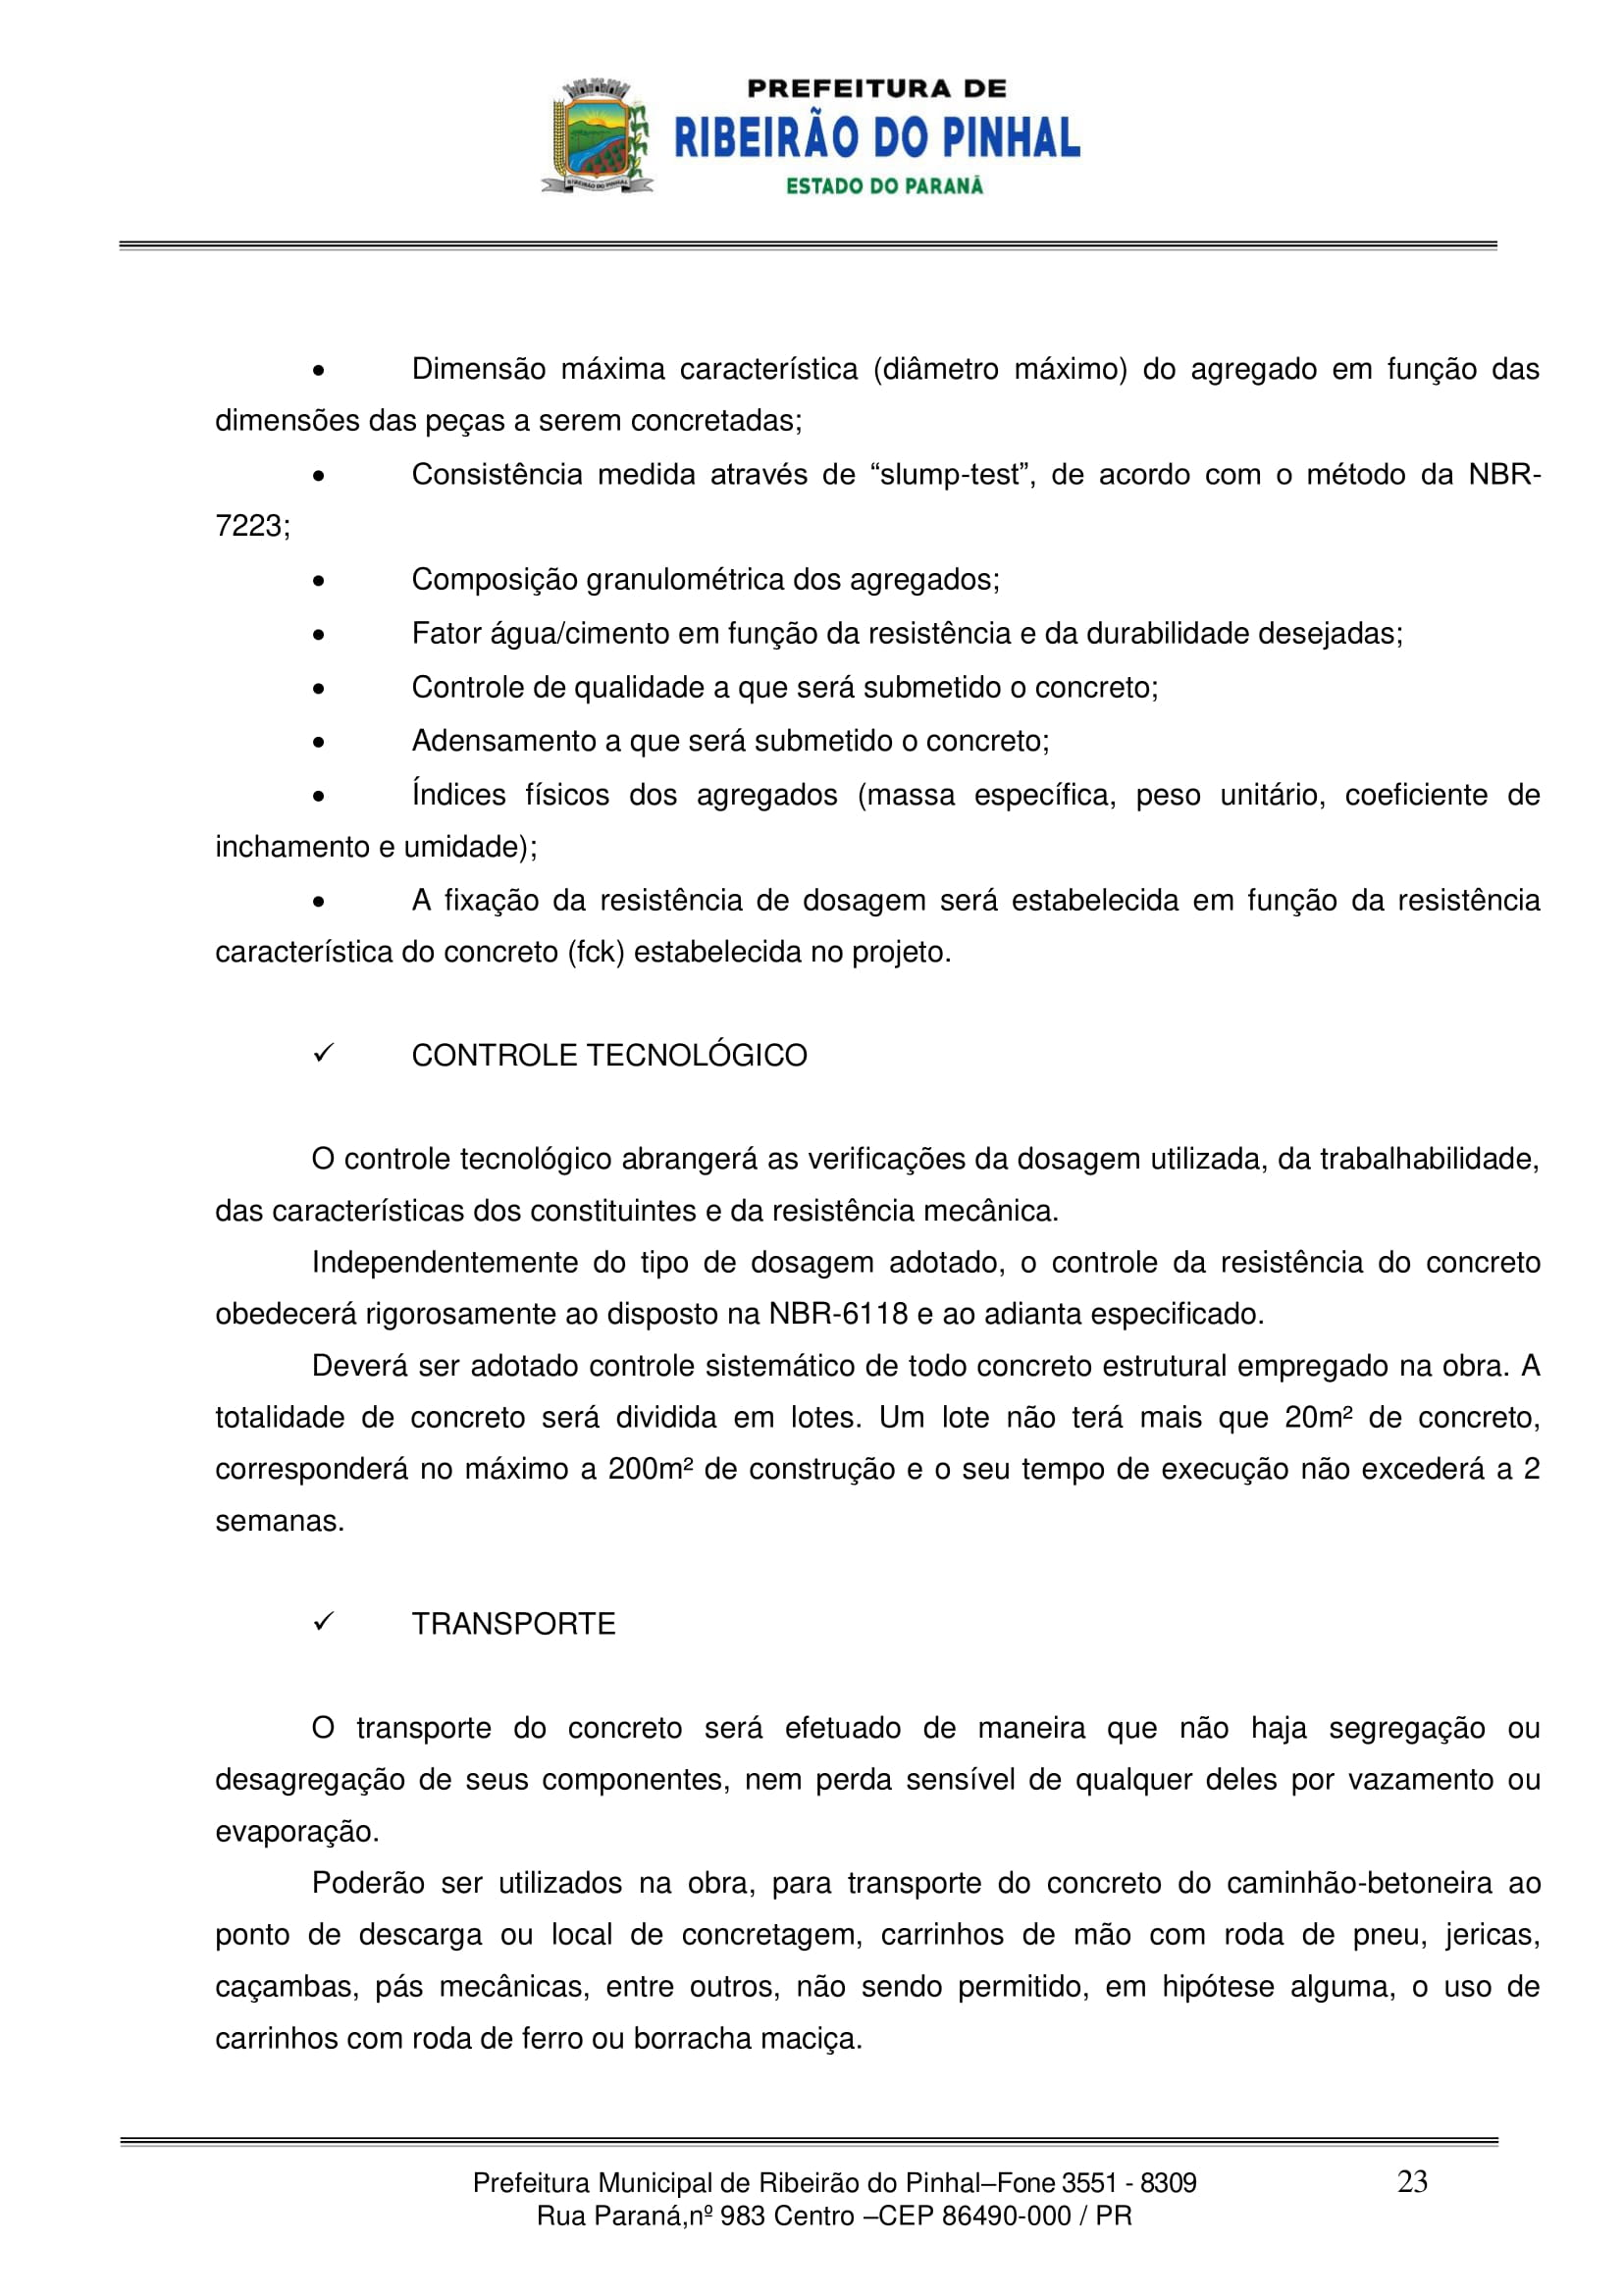 PREFEITURA DE
RIBEIRÃO DO PINHAL
ESTADO DO PARANÁ
RIBEIRÃO DO PINHAL
• Dimensão máxima característica (diâmetro máximo) do agregado em função das
dimensões das peças a serem concretadas;
• Consistência medida através de “slump-test”, de acordo com o método da NBR-
7223;
• Composição granulométrica dos agregados;
• Fator água/cimento em função da resistência e da durabilidade desejadas;
• Controle de qualidade a que será submetido o concreto;
• Adensamento a que será submetido o concreto;
• Índices físicos dos agregados (massa específica, peso unitário, coeficiente de
inchamento e umidade);
• A fixação da resistência de dosagem será estabelecida em função da resistência
característica do concreto (fck) estabelecida no projeto.
✓ CONTROLE TECNOLÓGICO
O controle tecnológico abrangerá as verificações da dosagem utilizada, da trabalhabilidade,
das características dos constituintes e da resistência mecânica.
Independentemente do tipo de dosagem adotado, o controle da resistência do concreto
obedecerá rigorosamente ao disposto na NBR-6118 e ao adianta especificado.
Deverá ser adotado controle sistemático de todo concreto estrutural empregado na obra. A
totalidade de concreto será dividida em lotes. Um lote não terá mais que 20m² de concreto,
corresponderá no máximo a 200m² de construção e o seu tempo de execução não excederá a 2
semanas.
✓ TRANSPORTE
O transporte do concreto será efetuado de maneira que não haja segregação ou
desagregação de seus componentes, nem perda sensível de qualquer deles por vazamento ou
evaporação.
Poderão ser utilizados na obra, para transporte do concreto do caminhão-betoneira ao
ponto de descarga ou local de concretagem, carrinhos de mão com roda de pneu, jericas,
caçambas, pás mecânicas, entre outros, não sendo permitido, em hipótese alguma, o uso de
carrinhos com roda de ferro ou borracha maciça.
Prefeitura Municipal de Ribeirão do Pinhal–Fone 3551 - 8309 23
Rua Paraná,nº 983 Centro –CEP 86490-000 / PR